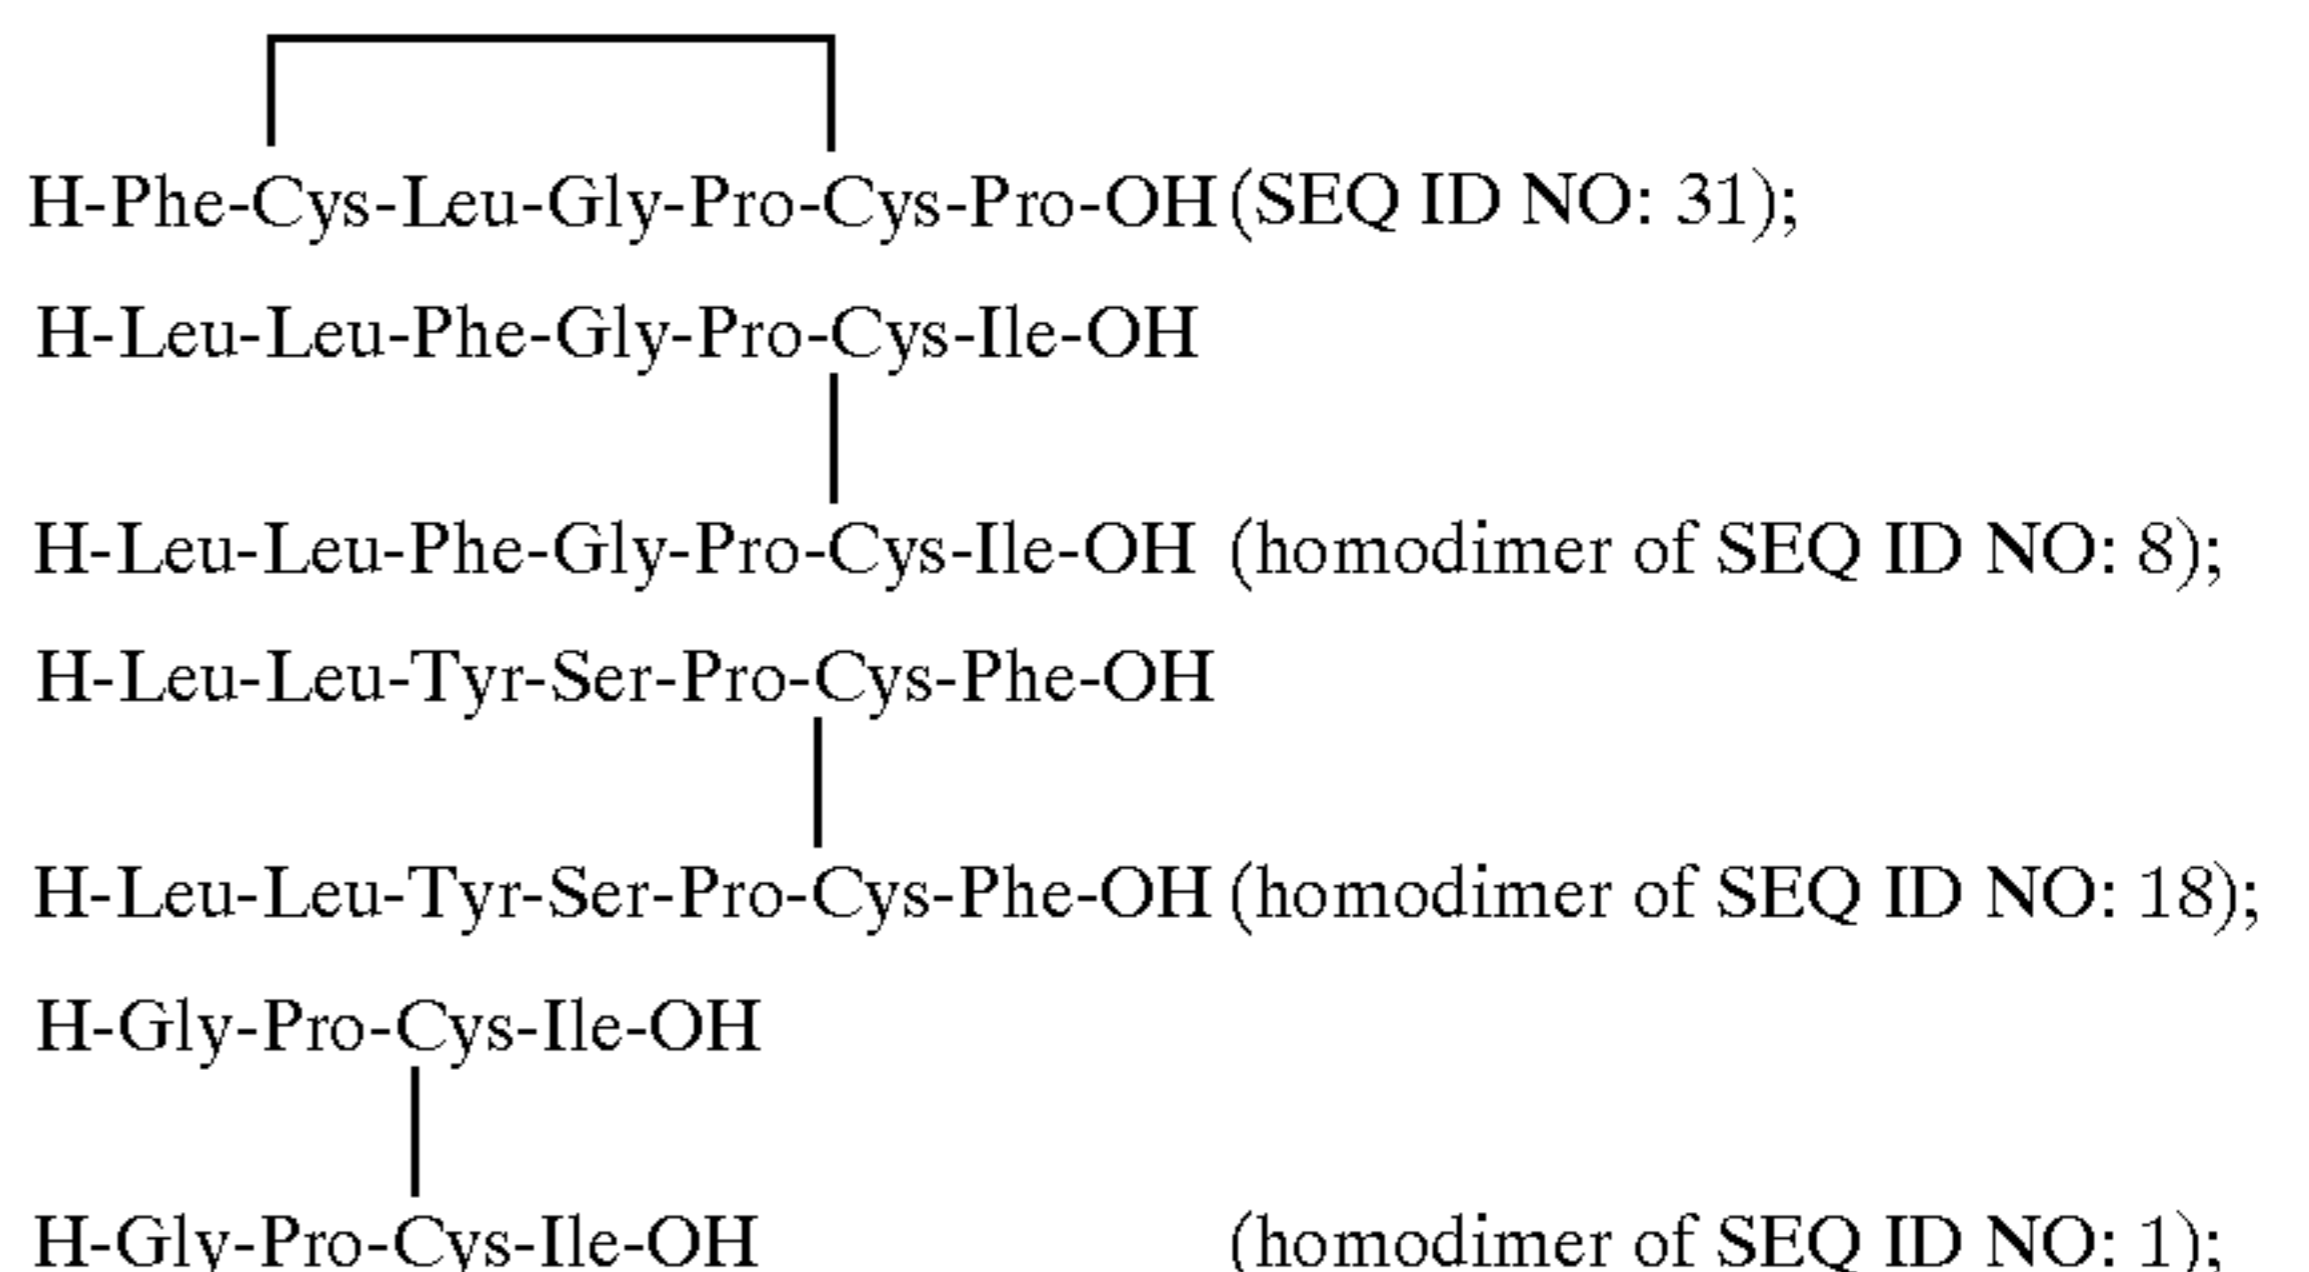 H-Phe-Cys-Leu-Gly-Pro-Cys-Pro-OH (SEQ ID NO: 31);
H-Leu-Leu-Phe-Gly-Pro-Cys-Ile-OH
H-Leu-Leu-Phe-Gly-Pro-Cys-Ile-OH (homodimer of SEQ ID NO: 8);
H-Leu-Leu-Tyr-Ser-Pro-Cys-Phe-OH
H-Leu-Leu-Tyr-Ser-Pro-Cys-Phe-OH (homodimer of SEQ ID NO: 18);
H-Gly-Pro-Cys-Ile-OH
H-Gly-Pro-Cys-Ile-OH (homodimer of SEQ ID NO: 1);